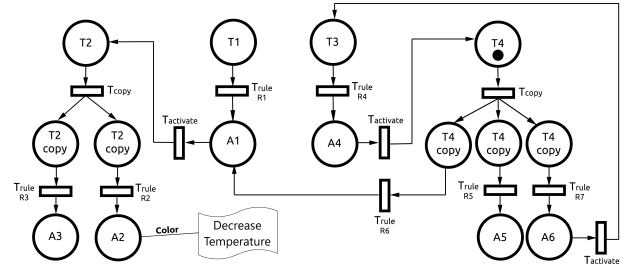 T2
T1
T3
T4
Tcopy
Trule
R1
Trule
R4
Tcopy
Tactivate
Tactivate
T2
copy
T2
copy
A1
A4
T4
copy
T4
copy
T4
copy
Trule
R3
Trule
R2
Trule
R6
Trule
R5
Trule
R7
A3
A2
Color
Decrease
Temperature
A5
A6
Tactivate